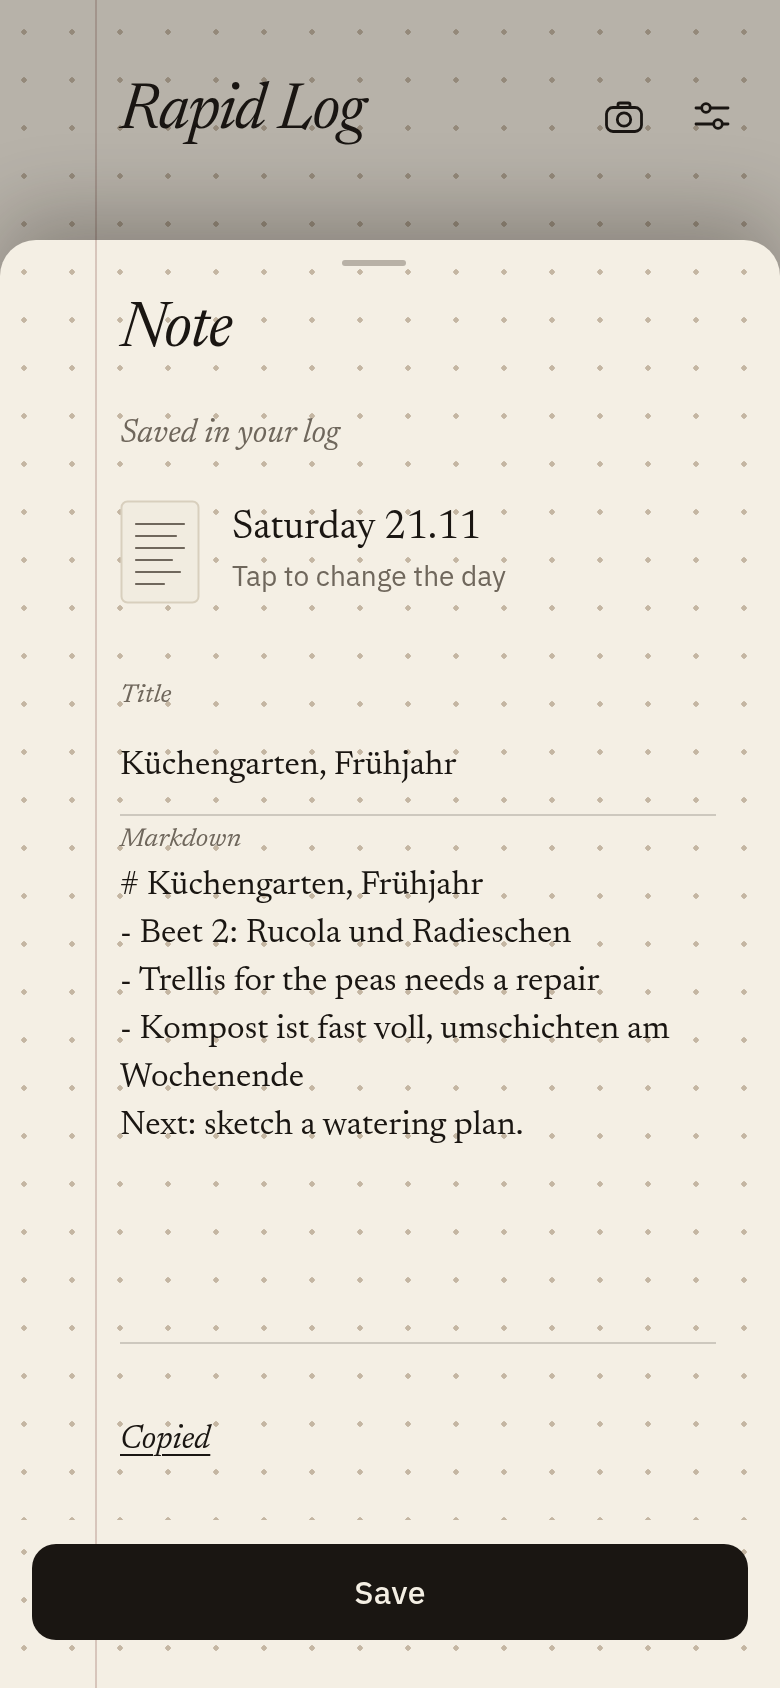 Rapid Log
Note
Saved in your log
Saturday 21.11
Tap to change the day
Title
Küchengarten, Frühjahr
Markdown
# Küchengarten, Frühjahr
- Beet 2: Rucola und Radieschen
- Trellis for the peas needs a repair
- Kompost ist fast voll, umschichten am
Wochenende
Next: sketch a watering plan.
Copied
Save